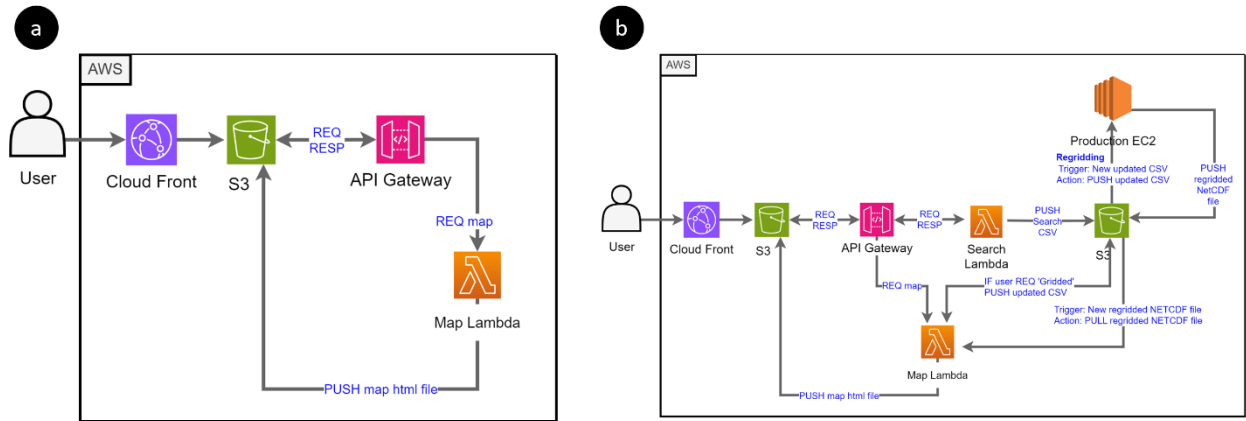 a
AWS
User
Cloud Front
S3
REQ
RESP
API Gateway
REQ map
Map Lambda
PUSH map html file
b
AWS
Production EC2
Regridding
Trigger: New updated CSV
Action: PUSH updated CSV
PUSH
regridded
NetCDF
file
User
Cloud Front
S3
REQ
RESP
API Gateway
REQ
RESP
Search
Lambda
PUSH
Search
CSV
S3
REQ map
IF user REQ 'Gridded'
PUSH updated CSV
Trigger: New regridded NETCDF file
Action: PULL regridded NETCDF file
Map Lambda
PUSH map html file